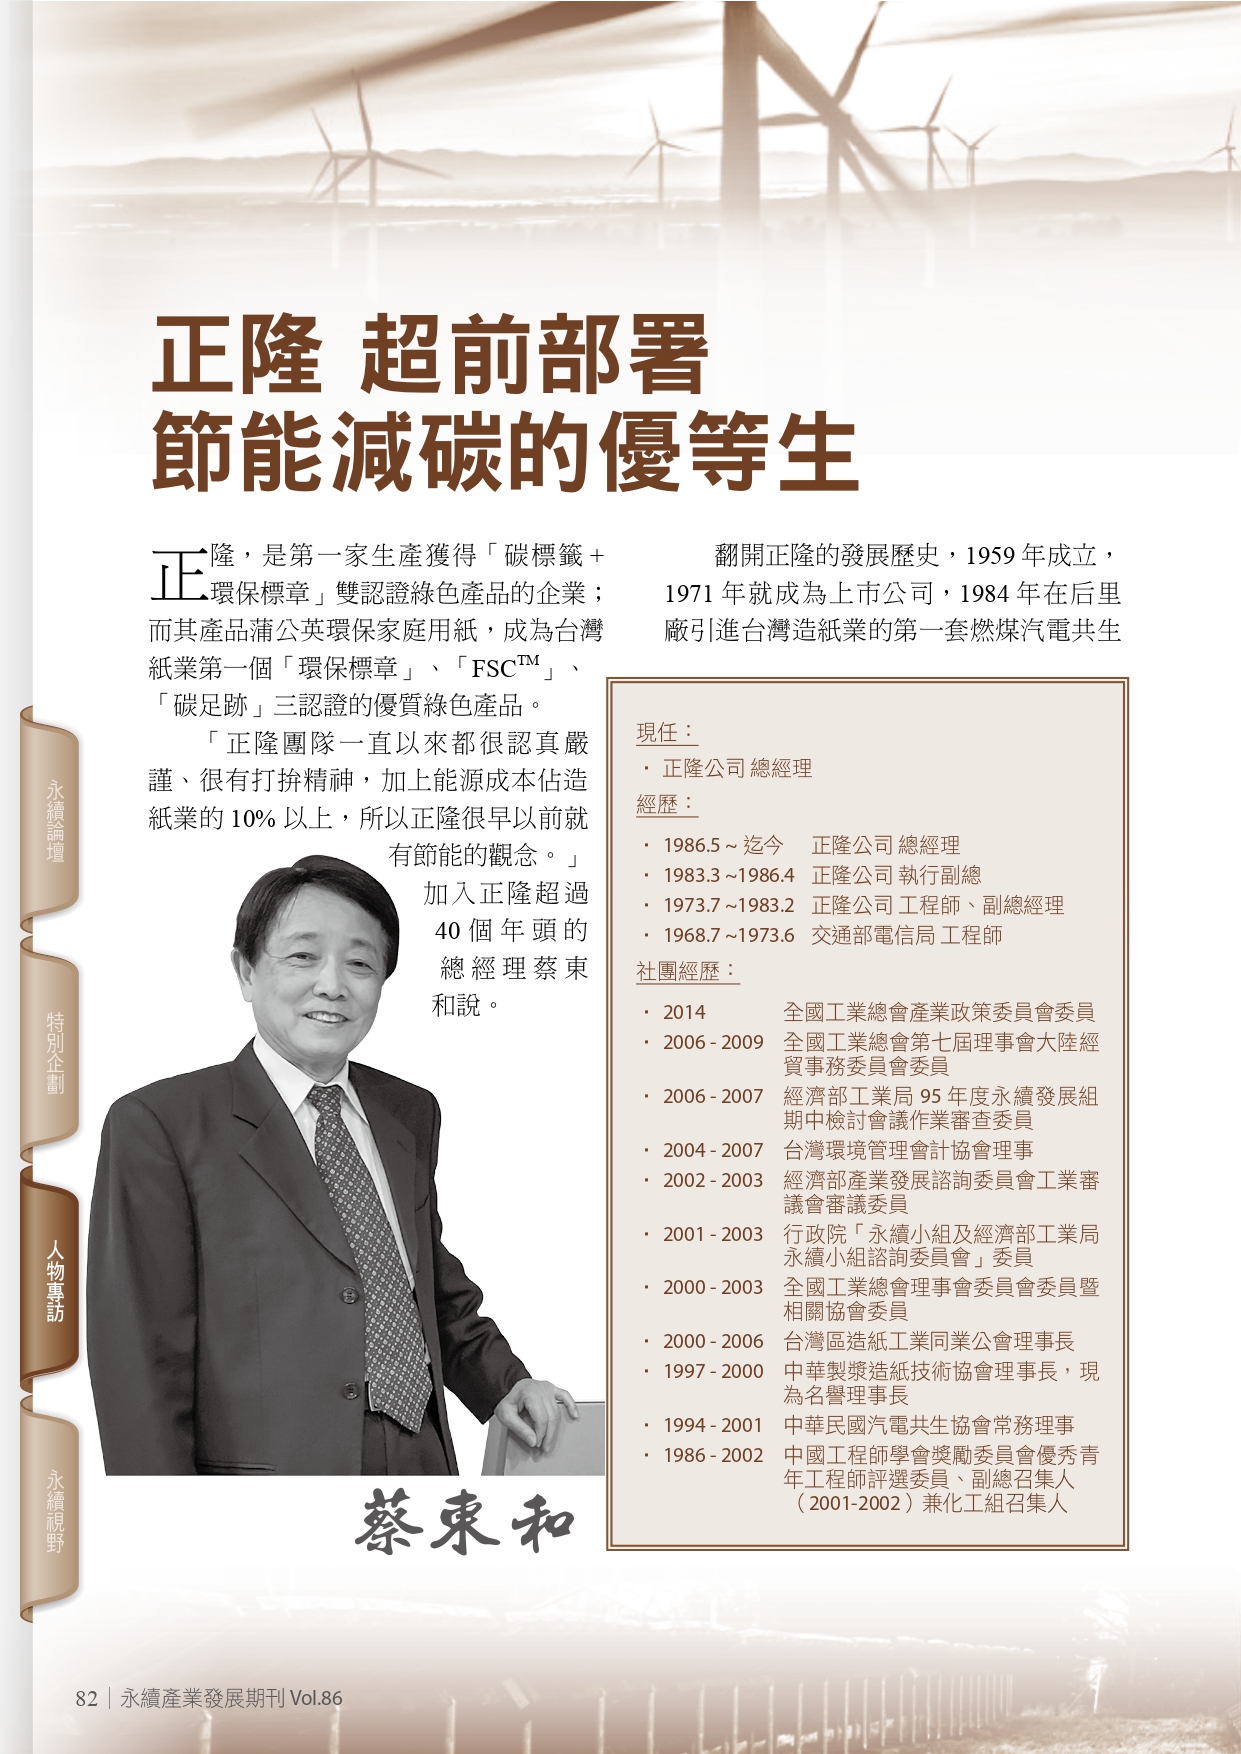 正隆 超前部署
節能減碳的優等生
正隆，是第一家生產獲得「碳標籤 +
環保標章」雙認證綠色產品的企業；
而其產品蒲公英環保家庭用紙，成為台灣
紙業第一個「環保標章」、「FSC™」、
「碳足跡」三認證的優質綠色產品。
「正隆團隊一直以來都很認真嚴
謹、很有打拚精神，加上能源成本佔造
紙業的 10% 以上，所以正隆很早以前就
有節能的觀念。」
加入正隆超過
40 個年頭的
總經理蔡東
和說。
翻開正隆的發展歷史，1959 年成立，
1971 年就成為上市公司，1984 年在后里
廠引進台灣造紙業的第一套燃煤汽電共生
現任：
· 正隆公司 總經理
經歷：
· 1986.5 ~ 迄今 正隆公司 總經理
· 1983.3 ~1986.4 正隆公司 執行副總
· 1973.7 ~1983.2 正隆公司 工程師、副總經理
· 1968.7 ~1973.6 交通部電信局 工程師
社團經歷：
· 2014 全國工業總會產業政策委員會委員
· 2006 - 2009 全國工業總會第七屆理事會大陸經
貿事務委員會委員
· 2006 - 2007 經濟部工業局 95 年度永續發展組
期中檢討會議作業審查委員
· 2004 - 2007 台灣環境管理會計協會理事
· 2002 - 2003 經濟部產業發展諮詢委員會工業審
議會審議委員
· 2001 - 2003 行政院「永續小組及經濟部工業局
永續小組諮詢委員會」委員
· 2000 - 2003 全國工業總會理事會委員會委員暨
相關協會委員
· 2000 - 2006 台灣區造紙工業同業公會理事長
· 1997 - 2000 中華製漿造紙技術協會理事長，現
為名譽理事長
· 1994 - 2001 中華民國汽電共生協會常務理事
· 1986 - 2002 中國工程師學會獎勵委員會優秀青
年工程師評選委員、副總召集人
（2001-2002）兼化工組召集人
蔡東和
永續論壇
特別企劃
人物專訪
永續視野
82 | 永續產業發展期刊 Vol.86